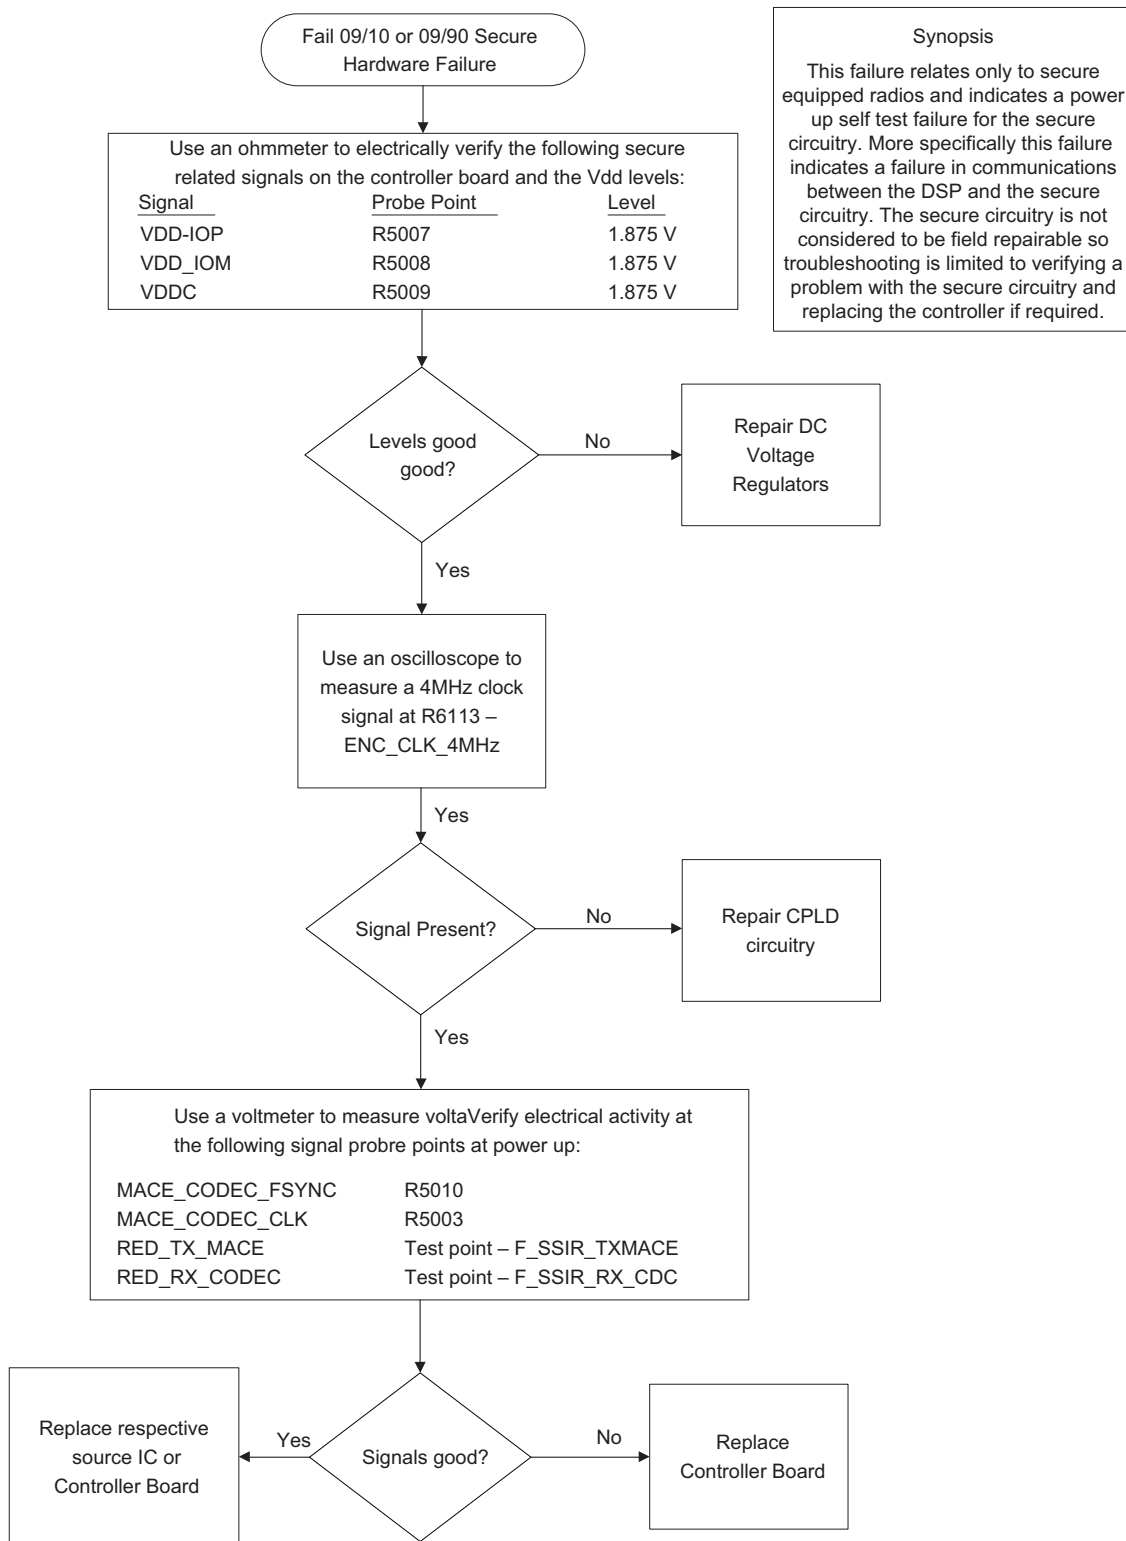 Fail 09/10 or 09/90 Secure
Hardware Failure
Synopsis
This failure relates only to secure
equipped radios and indicates a power
up self test failure for the secure
circuitry. More specifically this failure
indicates a failure in communications
between the DSP and the secure
circuitry. The secure circuitry is not
considered to be field repairable so
troubleshooting is limited to verifying a
problem with the secure circuitry and
replacing the controller if required.
Use an ohmmeter to electrically verify the following secure
related signals on the controller board and the Vdd levels:
Signal Probe Point Level
VDD-IOP R5007 1.875 V
VDD_IOM R5008 1.875 V
VDDC R5009 1.875 V
Levels good
good?
No
Repair DC
Voltage
Regulators
Yes
Use an oscilloscope to
measure a 4MHz clock
signal at R6113 –
ENC_CLK_4MHz
Yes
Signal Present?
No
Repair CPLD
circuitry
Yes
Use a voltmeter to measure voltaVerify electrical activity at
the following signal probre points at power up:
MACE_CODEC_FSYNC R5010
MACE_CODEC_CLK R5003
RED_TX_MACE Test point – F_SSIR_TXMACE
RED_RX_CODEC Test point – F_SSIR_RX_CDC
Replace respective
source IC or
Controller Board
Yes
Signals good?
No
Replace
Controller Board